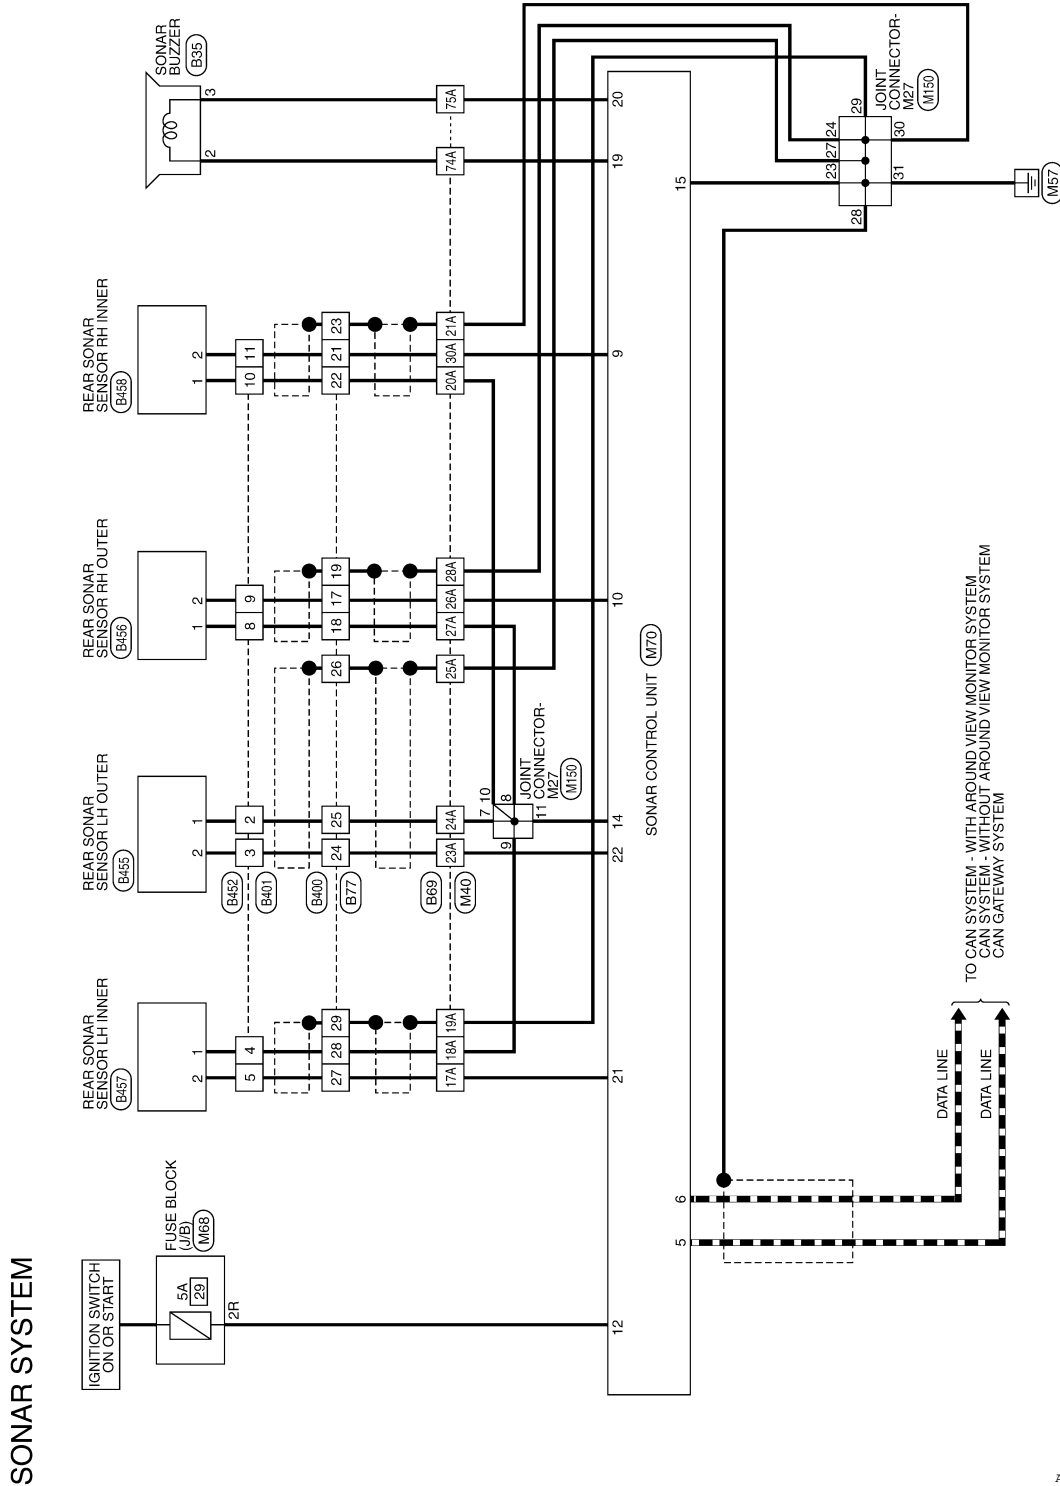 SONAR SYSTEM
IGNITION SWITCH
ON OR START
FUSE BLOCK
(J/B)
M68
5A
29
2R
REAR SONAR
SENSOR LH INNER
B457
2
1
5
4
27
28
29
17A
18A
19A
REAR SONAR
SENSOR LH OUTER
B455
2
1
3
2
24
25
23A
24A
B452
B401
B400
B77
B69
M40
REAR SONAR
SENSOR RH OUTER
B456
1
2
8
9
26
18
17
19
25A
27A
26A
28A
REAR SONAR
SENSOR RH INNER
B458
1
2
10
11
22
21
23
20A
30A
21A
SONAR
BUZZER
B35
2
3
74A
75A
7
10
9
8
11
JOINT
CONNECTOR-
M27
M150
12
21
22
14
10
9
19
20
SONAR CONTROL UNIT
M70
5
6
15
28
23
27
24
29
31
30
JOINT
CONNECTOR-
M27
M150
M57
DATA LINE
DATA LINE
TO CAN SYSTEM - WITH AROUND VIEW MONITOR SYSTEM
CAN SYSTEM - WITHOUT AROUND VIEW MONITOR SYSTEM
CAN GATEWAY SYSTEM